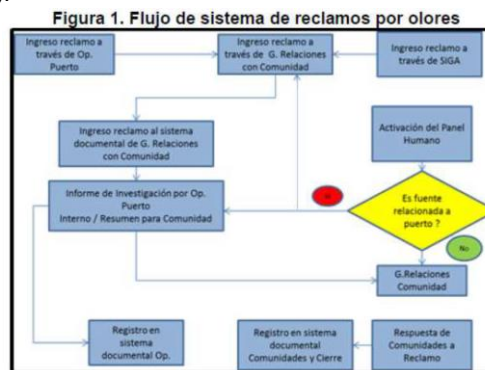 Figura 1. Flujo de sistema de reclamos por olores
Ingreso reclamo a
través de Op.
Puerto
Ingreso reclamo a
través de G. Relaciones
con Comunidad
Ingreso reclamo a
través de SIGA
Ingreso reclamo al sistema
documental de G. Relaciones
con Comunidad
Activación del Panel
Humano
Informe de Investigación por Op.
Puerto
Interno / Resumen para Comunidad
Es fuente
relacionada a
puerto ?
No
G.Relaciones
Comunidad
Registro en
sistema
documental Op.
Registro en sistema
documental
Comunidades y Cierre
Respuesta de
Comunidades a
Reclamo